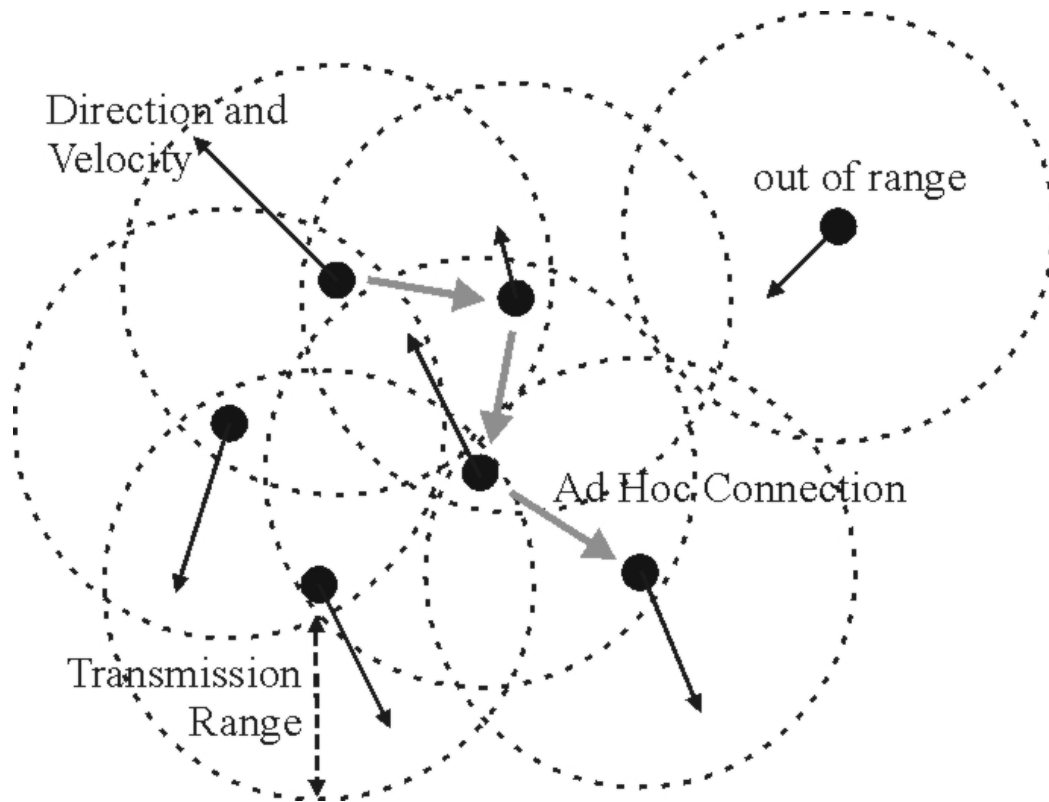 Direction and
Velocity
out of range
Ad Hoc Connection
Transmission
Range